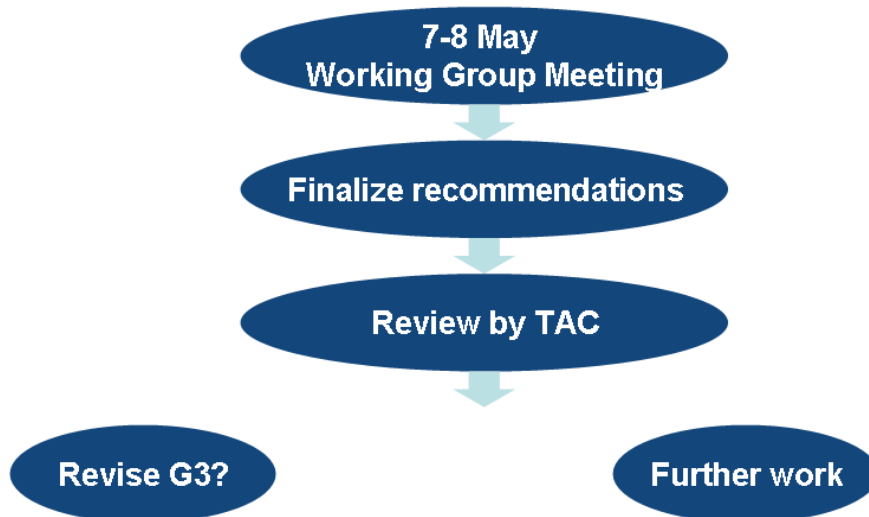 7-8 May
Working Group Meeting
Finalize recommendations
Review by TAC
Revise G3?
Further work